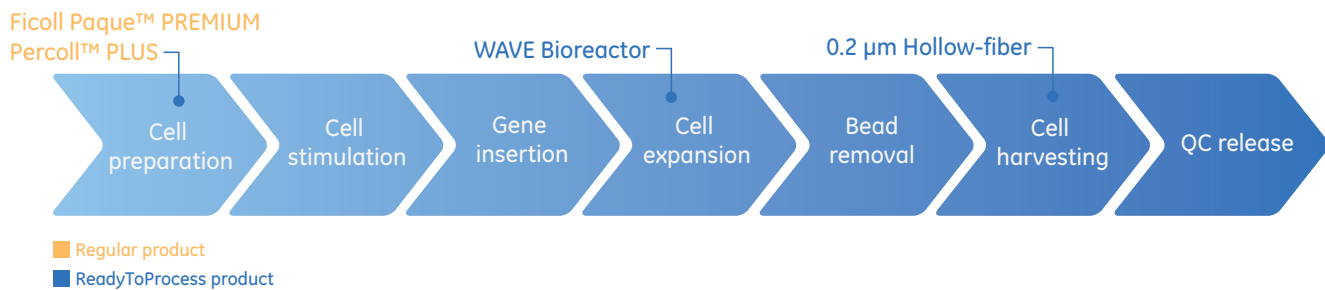 Ficoll Paque™ PREMIUM
Percoll™ PLUS
WAVE Bioreactor
0.2 µm Hollow-fiber
Cell
preparation
Cell
stimulation
Gene
insertion
Cell
expansion
Bead
removal
Cell
harvesting
QC release
Regular product
ReadyToProcess product